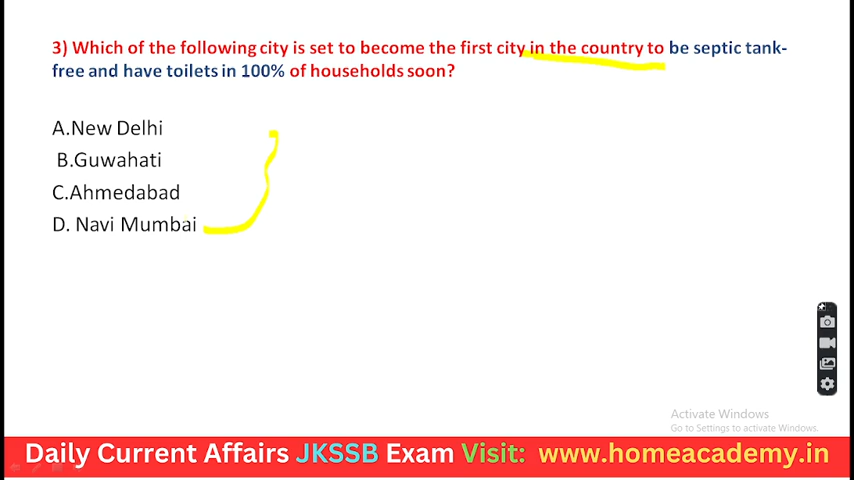 3) Which of the following city is set to become the first city in the country to be septic tank-
free and have toilets in 100% of households soon?
A.New Delhi
B.Guwahati
C.Ahmedabad
D. Navi Mumbai
Activate Windows
Go to Settings to activate Windows.
Daily Current Affairs JKSSB Exam Visit: www.homeacademy.in